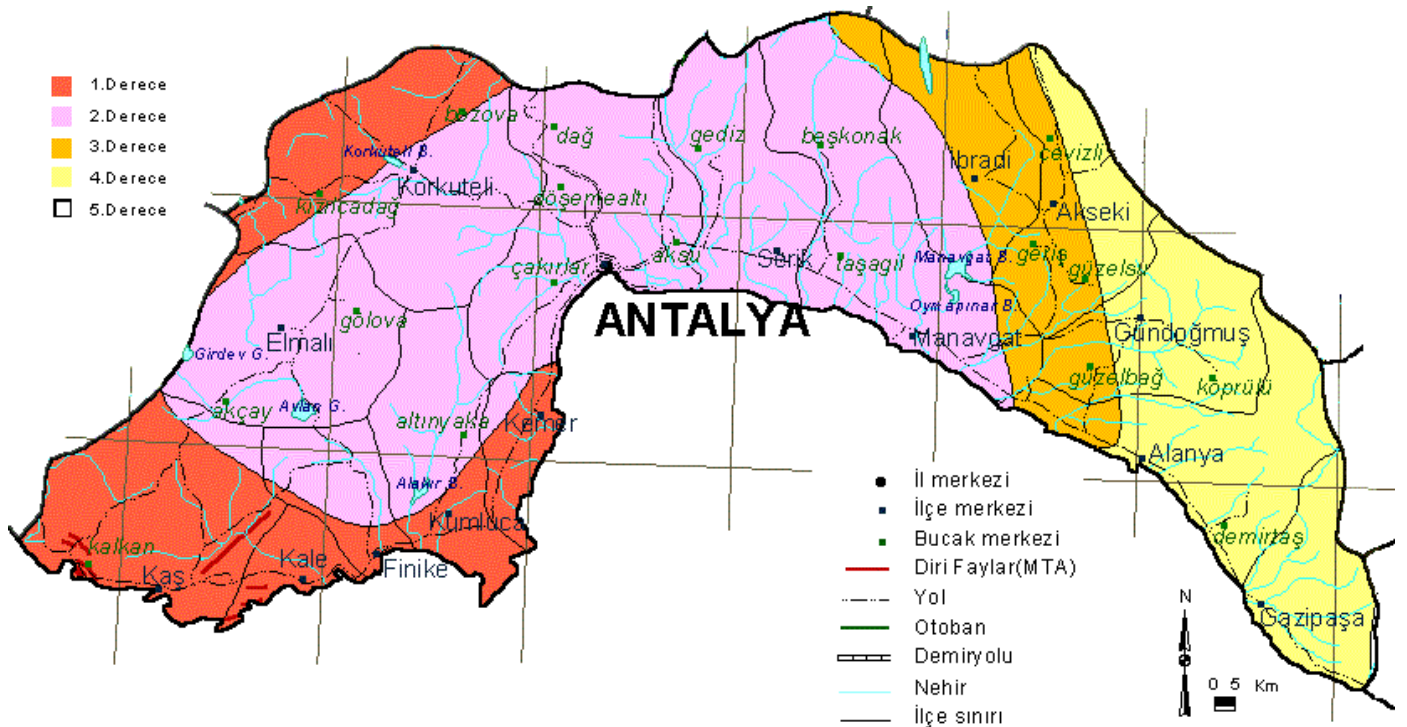 1.Derece
2.Derece
3.Derece
4.Derece
5.Derece
bozova
dağ
gediz
beşkonak
cevizli
Korkuteli B.
Korkuteli
İbradi
kızılcadağ
döşemealtı
Akseki
çakırlar
aksu
Serik
taşagıl
Manavgat B.
geriş
güzelsu
Oymapınar B.
ANTALYA
gölova
Elmalı
Girdev G.
Manavgat
Gündoğmuş
güzelbağ
köprülü
akçay
Avlan G.
altınyaka
Kemer
Alanya
Alakır B.
Kumluca
demirtaş
kalkan
Kaş
Kale
Finike
Gazipaşa
İl merkezi
İlçe merkezi
Bucak merkezi
Diri Faylar(MTA)
Yol
Otoban
Demiryolu
Nehir
İlçe sınırı
N
0 5 Km